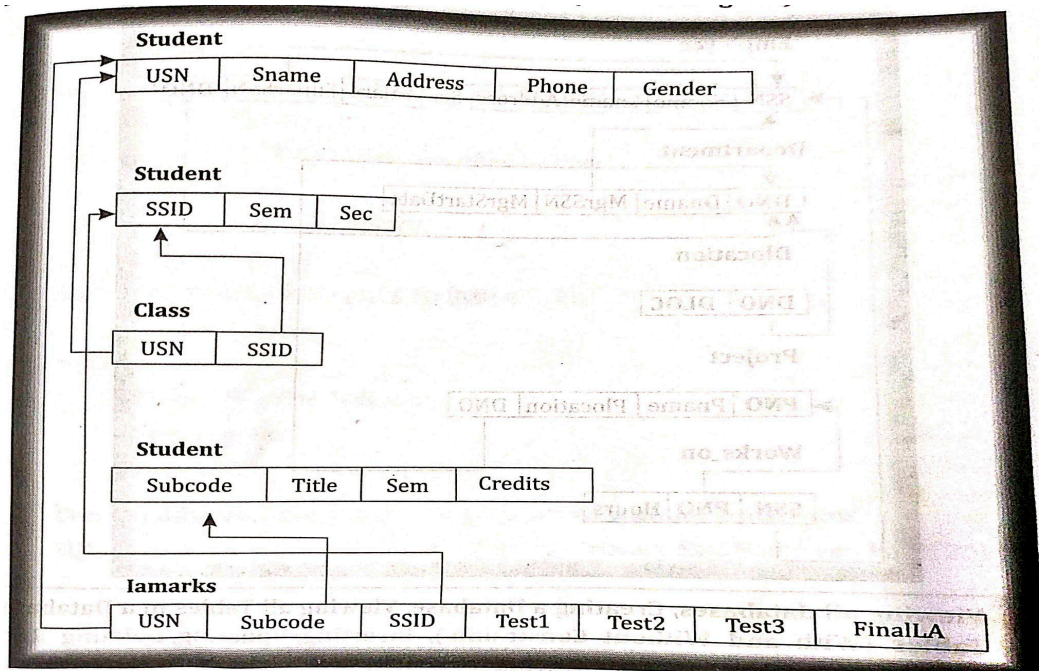 Student
USN Sname Address Phone Gender
Student
SSID Sem Sec
Class
USN SSID
Student
Subcode Title Sem Credits
Iamarks
USN Subcode SSID Test1 Test2 Test3 FinalLA